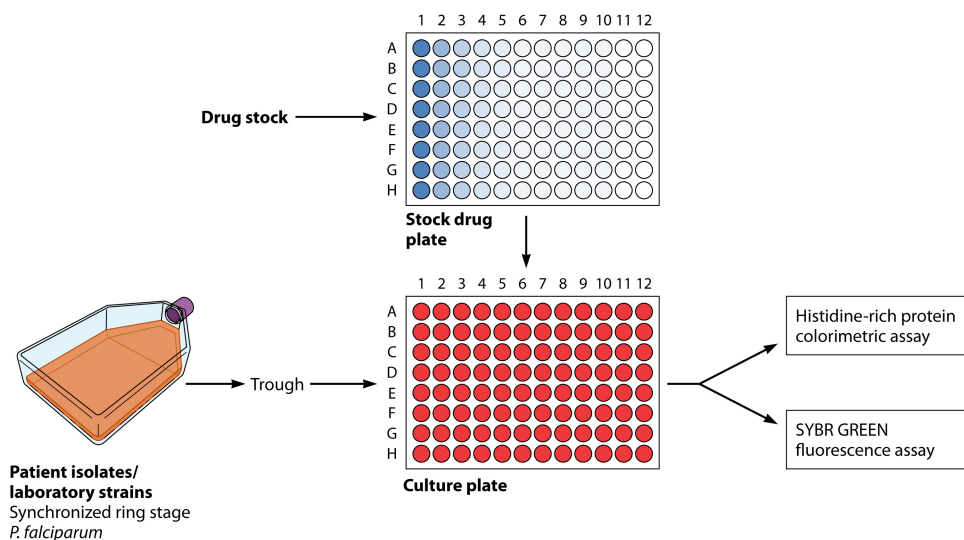 1 2 3 4 5 6 7 8 9 10 11 12
A
B
C
D
E
F
G
H
Drug stock
Stock drug
plate
1 2 3 4 5 6 7 8 9 10 11 12
A
B
C
D
E
F
G
H
Trough
Culture plate
Histidine-rich protein
colorimetric assay
SYBR GREEN
fluorescence assay
Patient isolates/
laboratory strains
Synchronized ring stage
P. falciparum